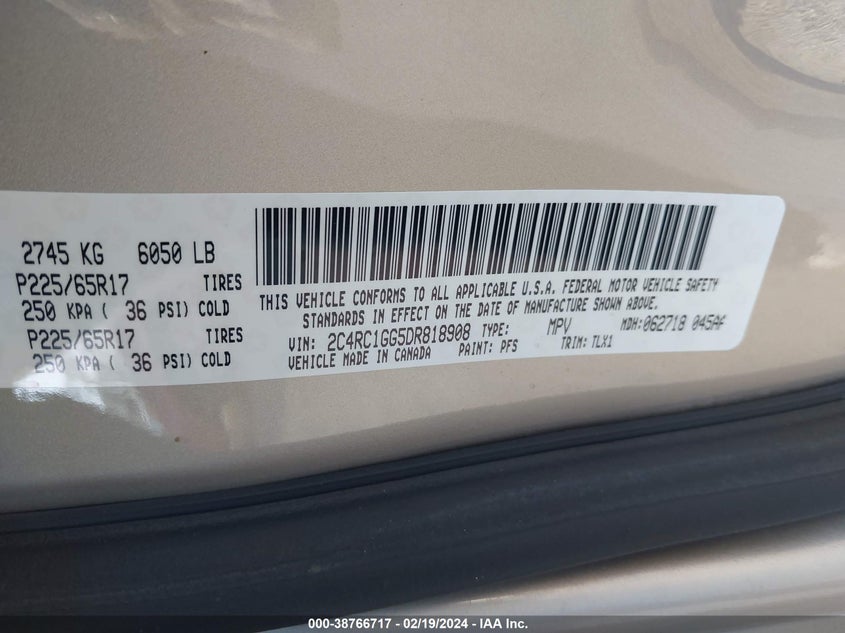 2745 KG 6050 LB
P225/65R17 TIRES
250 KPA ( 36 PSI) COLD
P225/65R17 TIRES
250 KPA ( 36 PSI) COLD
THIS VEHICLE CONFORMS TO ALL APPLICABLE U.S.A. FEDERAL MOTOR VEHICLE SAFETY
STANDARDS IN EFFECT ON THE DATE OF MANUFACTURE SHOWN ABOVE.
VIN: 2C4RC1GG5DR818908 TYPE: MPV MDH:062718 045AF
VEHICLE MADE IN CANADA PAINT: PFS TRIM: TLX1
000-38766717 - 02/19/2024 - IAA Inc.